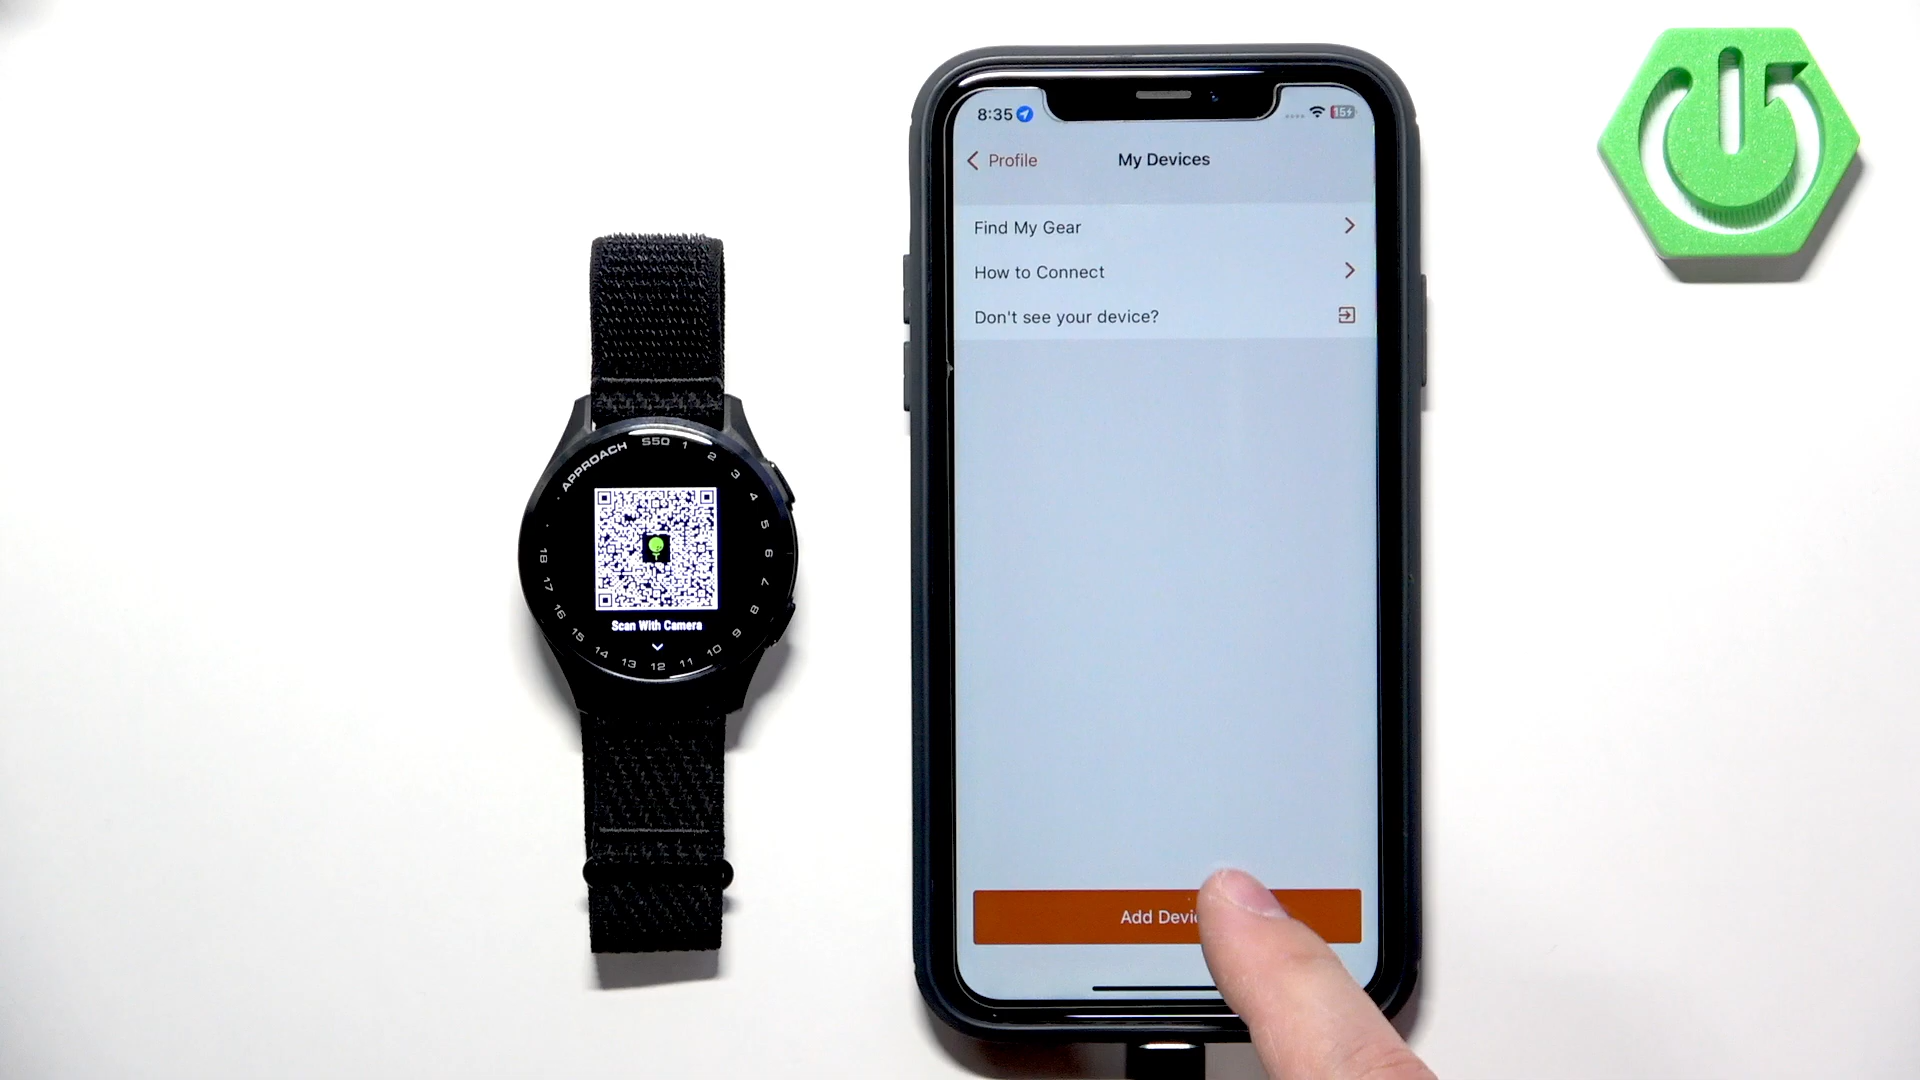 APPROACH S50
1
2
3
4
5
6
7
8
9
10
11
12
13
14
15
16
17
18
Scan With Camera
8:35
15
Profile
My Devices
Find My Gear
How to Connect
Don't see your device?
Add Devic